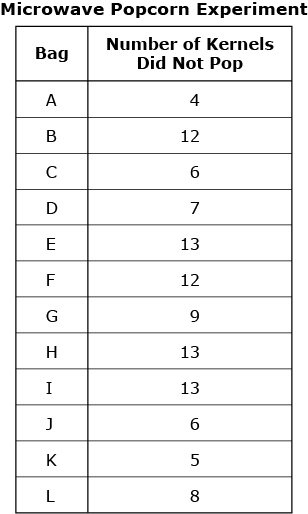 Microwave Popcorn Experiment
Bag Number of Kernels
Did Not Pop
A 4
B 12
C 6
D 7
E 13
F 12
G 9
H 13
I 13
J 6
K 5
L 8